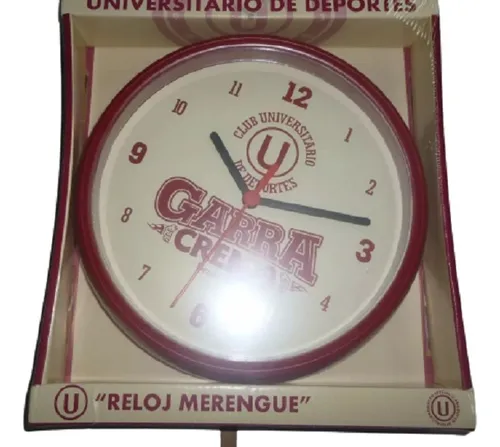 UNIVERSITARIO DE DEPORTES
12
11
1
10
2
CLUB UNIVERSITARIO
U
DE DEPORTES
9
3
GARRA
8
4
7
6
U "RELOJ MERENGUE"
U